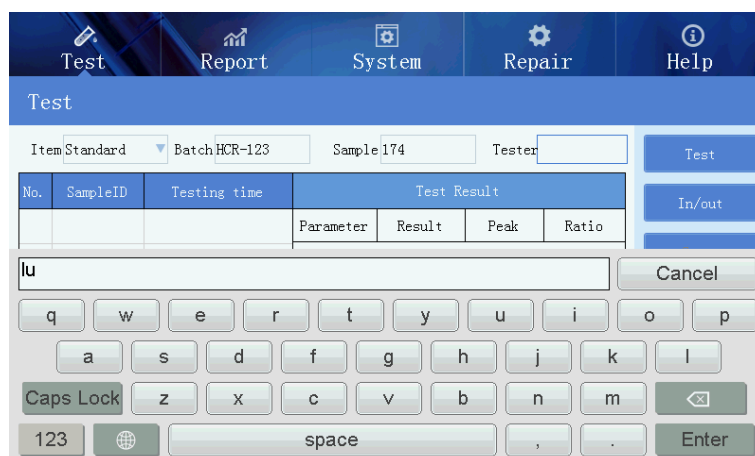 Test Report System Repair Help
Test
Item Standard Batch HCR-123 Sample 174 Tester Test
No. SampleID Testing time Test Result In/out
Parameter Result Peak Ratio
lu Cancel
q w e r t y u i o p
a s d f g h j k l
Caps Lock z x c v b n m
123 space , . Enter